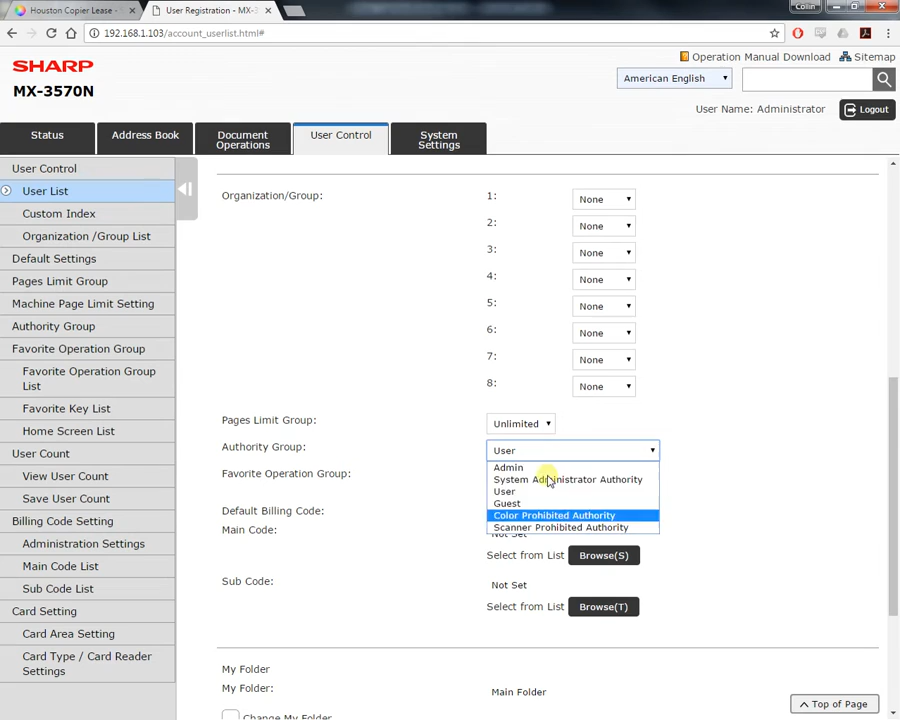 Houston Copier Lease -
User Registration - MX-3
Collin
192.168.1.103/account_userlist.html#
SHARP
MX-3570N
Operation Manual Download
Sitemap
American English
User Name: Administrator
Logout
Status
Address Book
Document Operations
User Control
System Settings
User Control
User List
Custom Index
Organization /Group List
Default Settings
Pages Limit Group
Machine Page Limit Setting
Authority Group
Favorite Operation Group
Favorite Operation Group
List
Favorite Key List
Home Screen List
User Count
View User Count
Save User Count
Billing Code Setting
Administration Settings
Main Code List
Sub Code List
Card Setting
Card Area Setting
Card Type / Card Reader
Settings
Organization/Group:
1: None
2: None
3: None
4: None
5: None
6: None
7: None
8: None
Pages Limit Group: Unlimited
Authority Group: User
Admin
System Administrator Authority
User
Guest
Color Prohibited Authority
Scanner Prohibited Authority
Favorite Operation Group:
Default Billing Code:
Main Code: Not Set
Select from List Browse(S)
Sub Code: Not Set
Select from List Browse(T)
My Folder
My Folder: Main Folder
Change My Folder
Top of Page